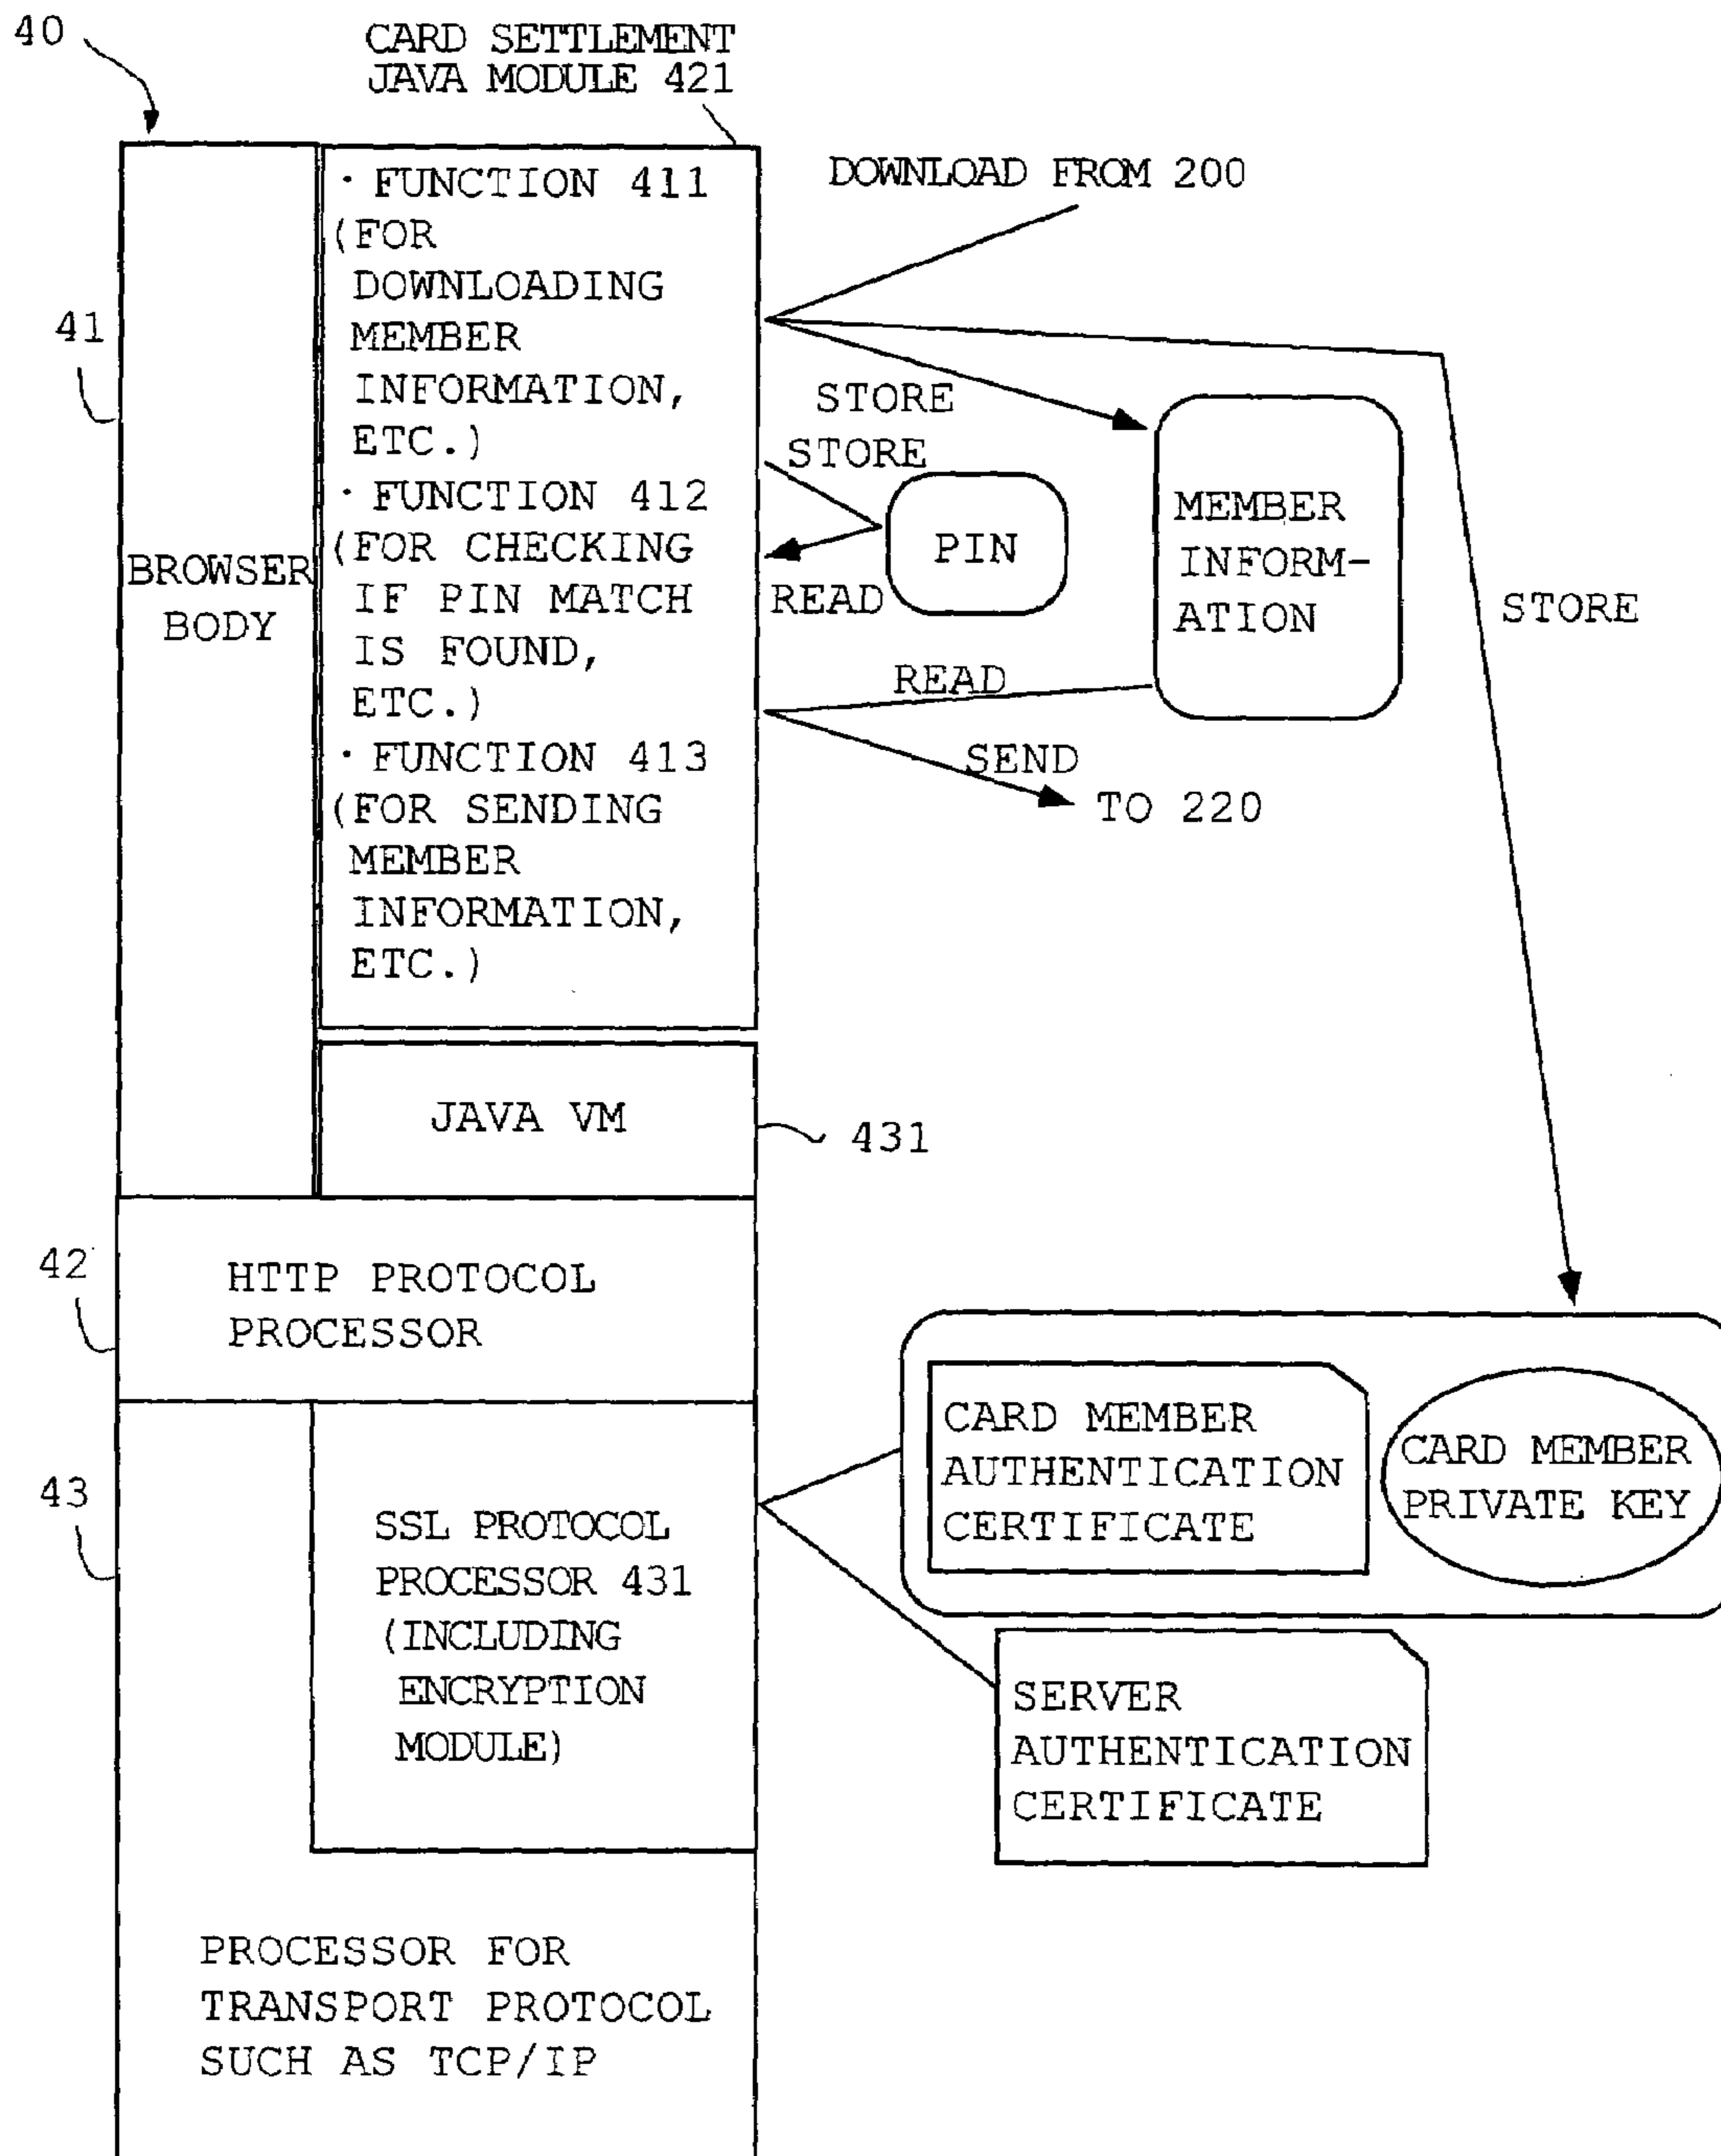 40
CARD SETTLEMENT
JAVA MODULE 421
· FUNCTION 411
(FOR
DOWNLOADING
MEMBER
INFORMATION,
ETC.)
· FUNCTION 412
(FOR CHECKING
IF PIN MATCH
IS FOUND,
ETC.)
· FUNCTION 413
(FOR SENDING
MEMBER
INFORMATION,
ETC.)
DOWNLOAD FROM 200
41
STORE
STORE
PIN
READ
MEMBER
INFORM-
ATION
STORE
BROWSER
BODY
READ
SEND
TO 220
JAVA VM
431
42
HTTP PROTOCOL
PROCESSOR
43
SSL PROTOCOL
PROCESSOR 431
(INCLUDING
ENCRYPTION
MODULE)
CARD MEMBER
AUTHENTICATION
CERTIFICATE
CARD MEMBER
PRIVATE KEY
SERVER
AUTHENTICATION
CERTIFICATE
PROCESSOR FOR
TRANSPORT PROTOCOL
SUCH AS TCP/IP